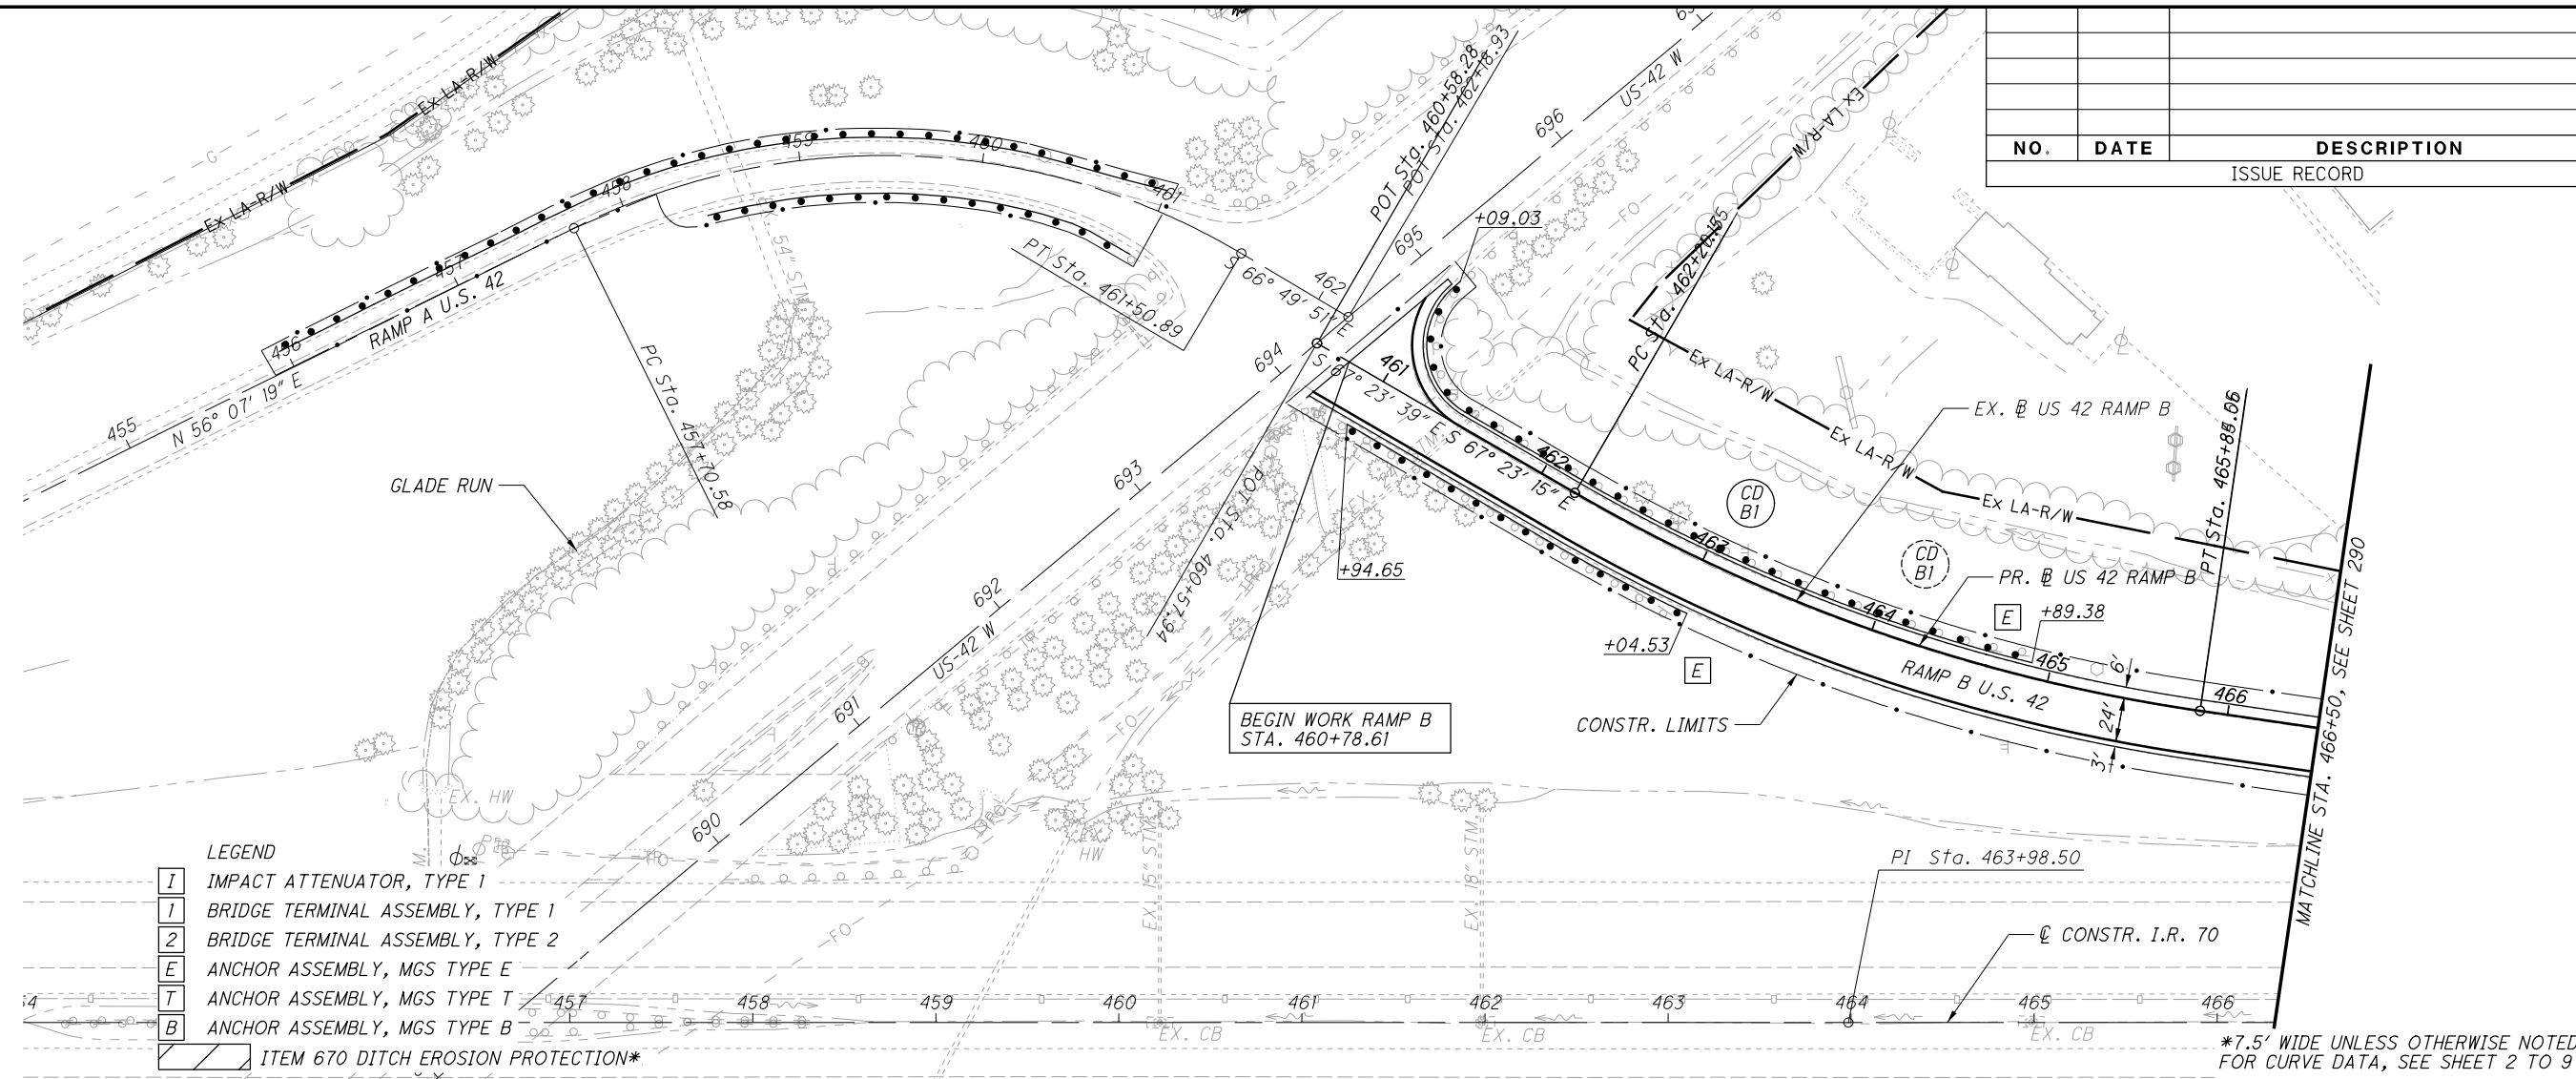 NO. DATE DESCRIPTION
ISSUE RECORD
Ex LA-R/W
Ex LA-R/W
G
456
457
458
459
460
461
RAMP A U.S. 42
455
N 56° 07' 19" E
PC Sta. 457+70.58
54" STM
PT Sta. 461+50.89
S 66° 49' 51" E
462
POT Sta. 460+58.28
POT Sta. 462+18.93
US-42 W
696
695
694
693
692
691
690
US-42 W
+09.03
FO
Ex LA-R/W
PC Sta.
Ex LA-R/W
Ex LA-R/W
Ex LA-R/W
S 67° 23' 39" E
S 67° 23' 15" E
461
462
463
464
465
466
EX. B US 42 RAMP B
PR. B US 42 RAMP B
CD
B1
CD
B1
E
+89.38
+94.65
+04.53
E
POT Sta. 460+57.94
RAMP B U.S. 42
6'
24'
3'
CONSTR. LIMITS
MATCHLINE STA. 466+50, SEE SHEET 290
BEGIN WORK RAMP B
STA. 460+78.61
GLADE RUN
EX. HW
HW
FO
FO
FO
EX. 15" STM.
EX. 18" STM.
PI Sta. 463+98.50
℄ CONSTR. I.R. 70
457
458
459
460
461
462
463
464
465
466
EX. CB
EX. CB
EX. CB
LEGEND
I IMPACT ATTENUATOR, TYPE 1
1 BRIDGE TERMINAL ASSEMBLY, TYPE 1
2 BRIDGE TERMINAL ASSEMBLY, TYPE 2
E ANCHOR ASSEMBLY, MGS TYPE E
T ANCHOR ASSEMBLY, MGS TYPE T
B ANCHOR ASSEMBLY, MGS TYPE B
ITEM 670 DITCH EROSION PROTECTION*
*7.5' WIDE UNLESS OTHERWISE NOTED
FOR CURVE DATA, SEE SHEET 2 TO 9